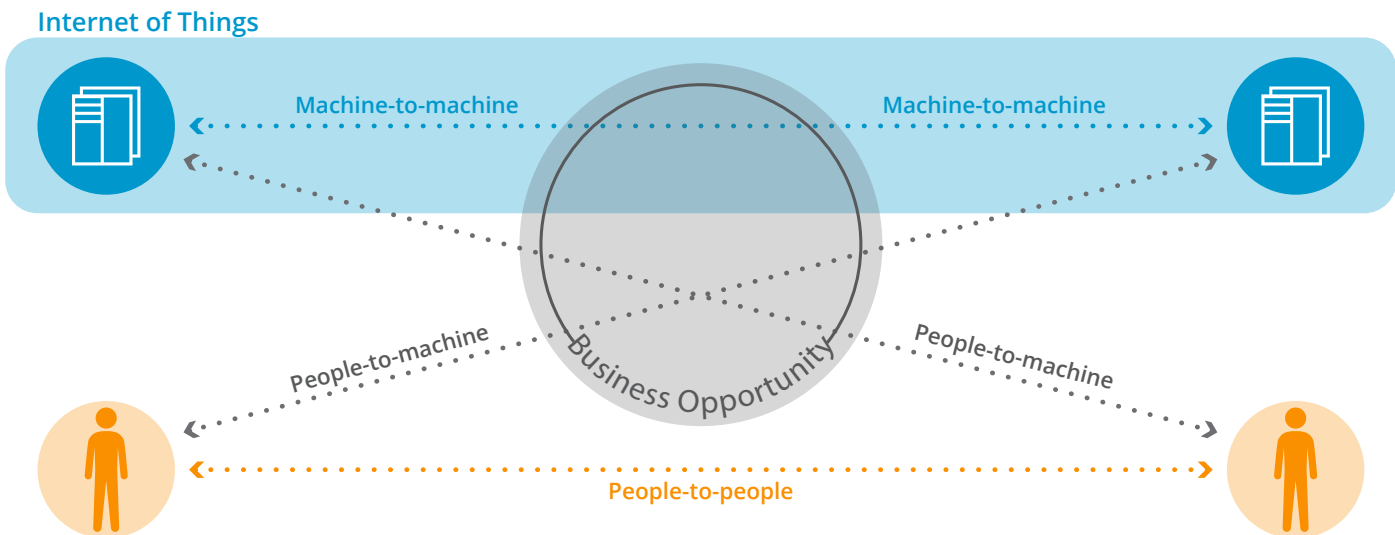 Internet of Things
Machine-to-machine
Machine-to-machine
People-to-machine
People-to-machine
Business Opportunity
People-to-people